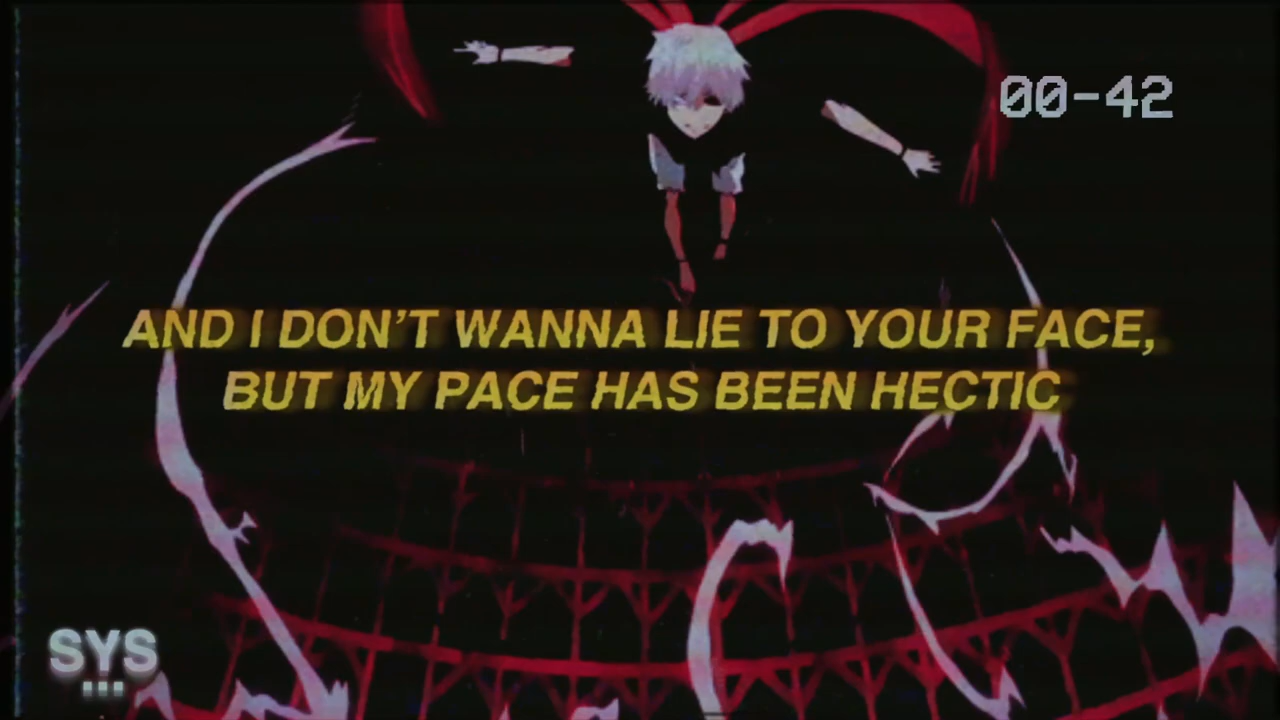 00-42
AND I DON'T WANNA LIE TO YOUR FACE,
BUT MY PACE HAS BEEN HECTIC
SYS